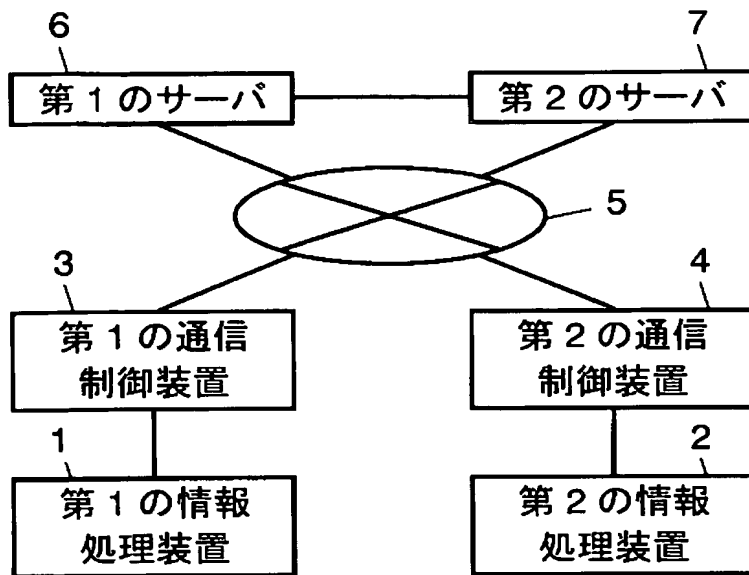 6
7
第1のサーバ
第2のサーバ
5
3
4
第1の通信
制御装置
第2の通信
制御装置
1
2
第1の情報
処理装置
第2の情報
処理装置